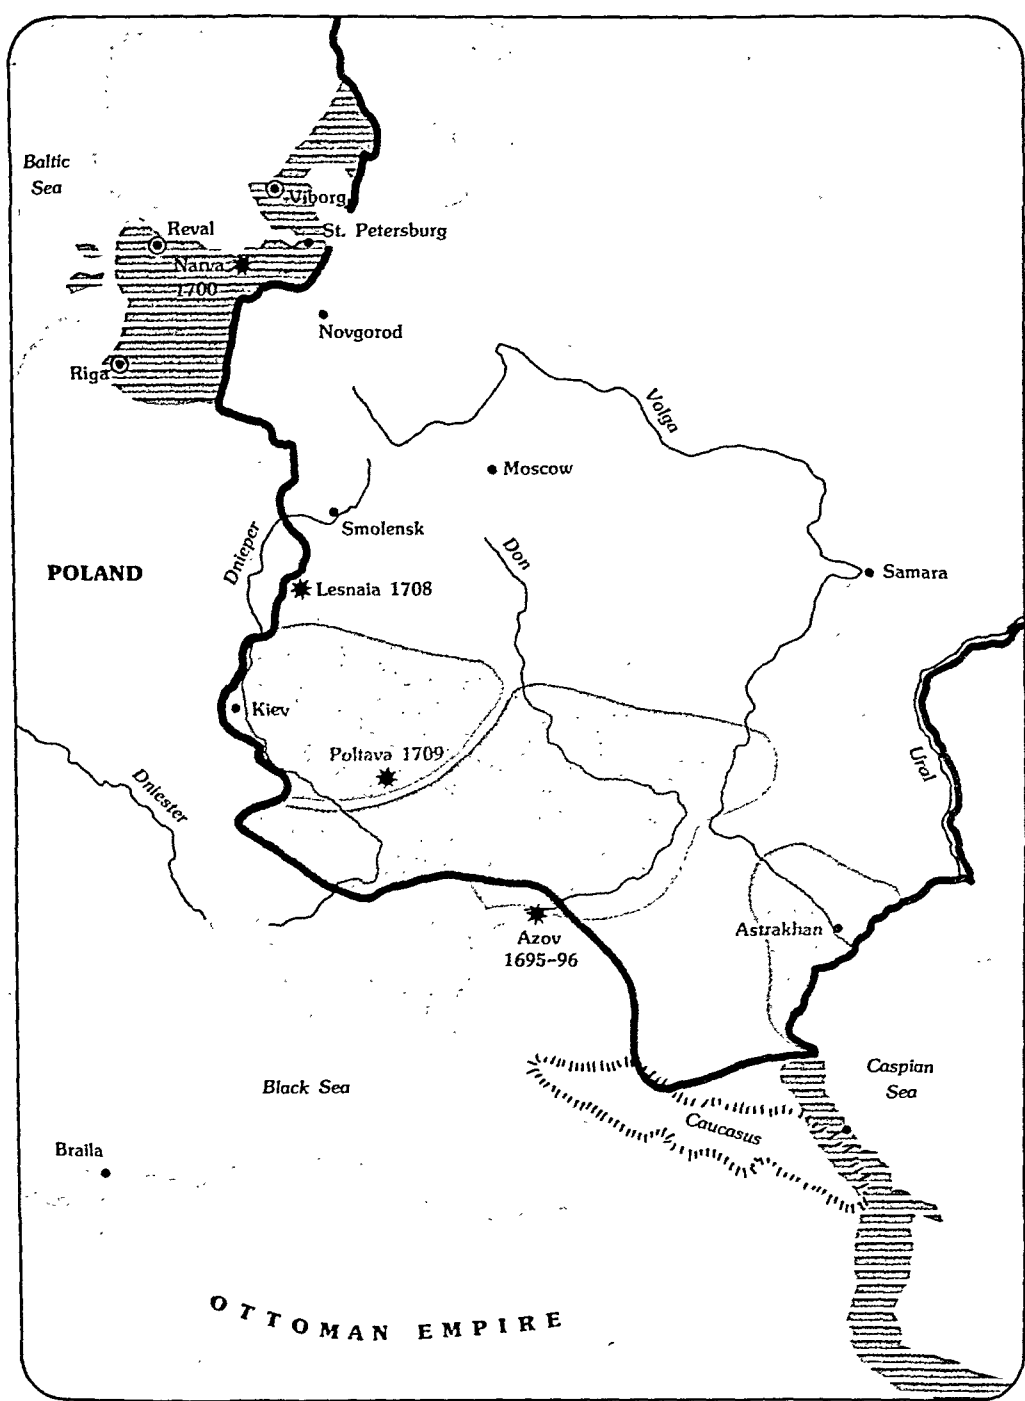 Baltic
Sea
Viborg
Reval
St. Petersburg
Narva
1700
Novgorod
Riga
Volga
Moscow
Smolensk
Dnieper
Don
POLAND
Samara
Lesnaia 1708
Kiev
Poltava 1709
Ural
Dniester
Astrakhan
Azov
1695-96
Caspian
Sea
Black Sea
Caucasus
Braila
OTTOMAN EMPIRE